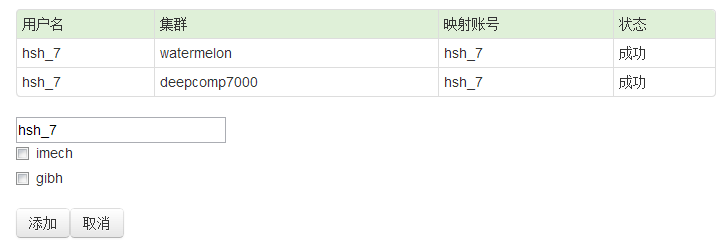 用户名 集群 映射账号 状态
hsh_7 watermelon hsh_7 成功
hsh_7 deepcomp7000 hsh_7 成功
hsh_7
imech
gibh
添加 取消